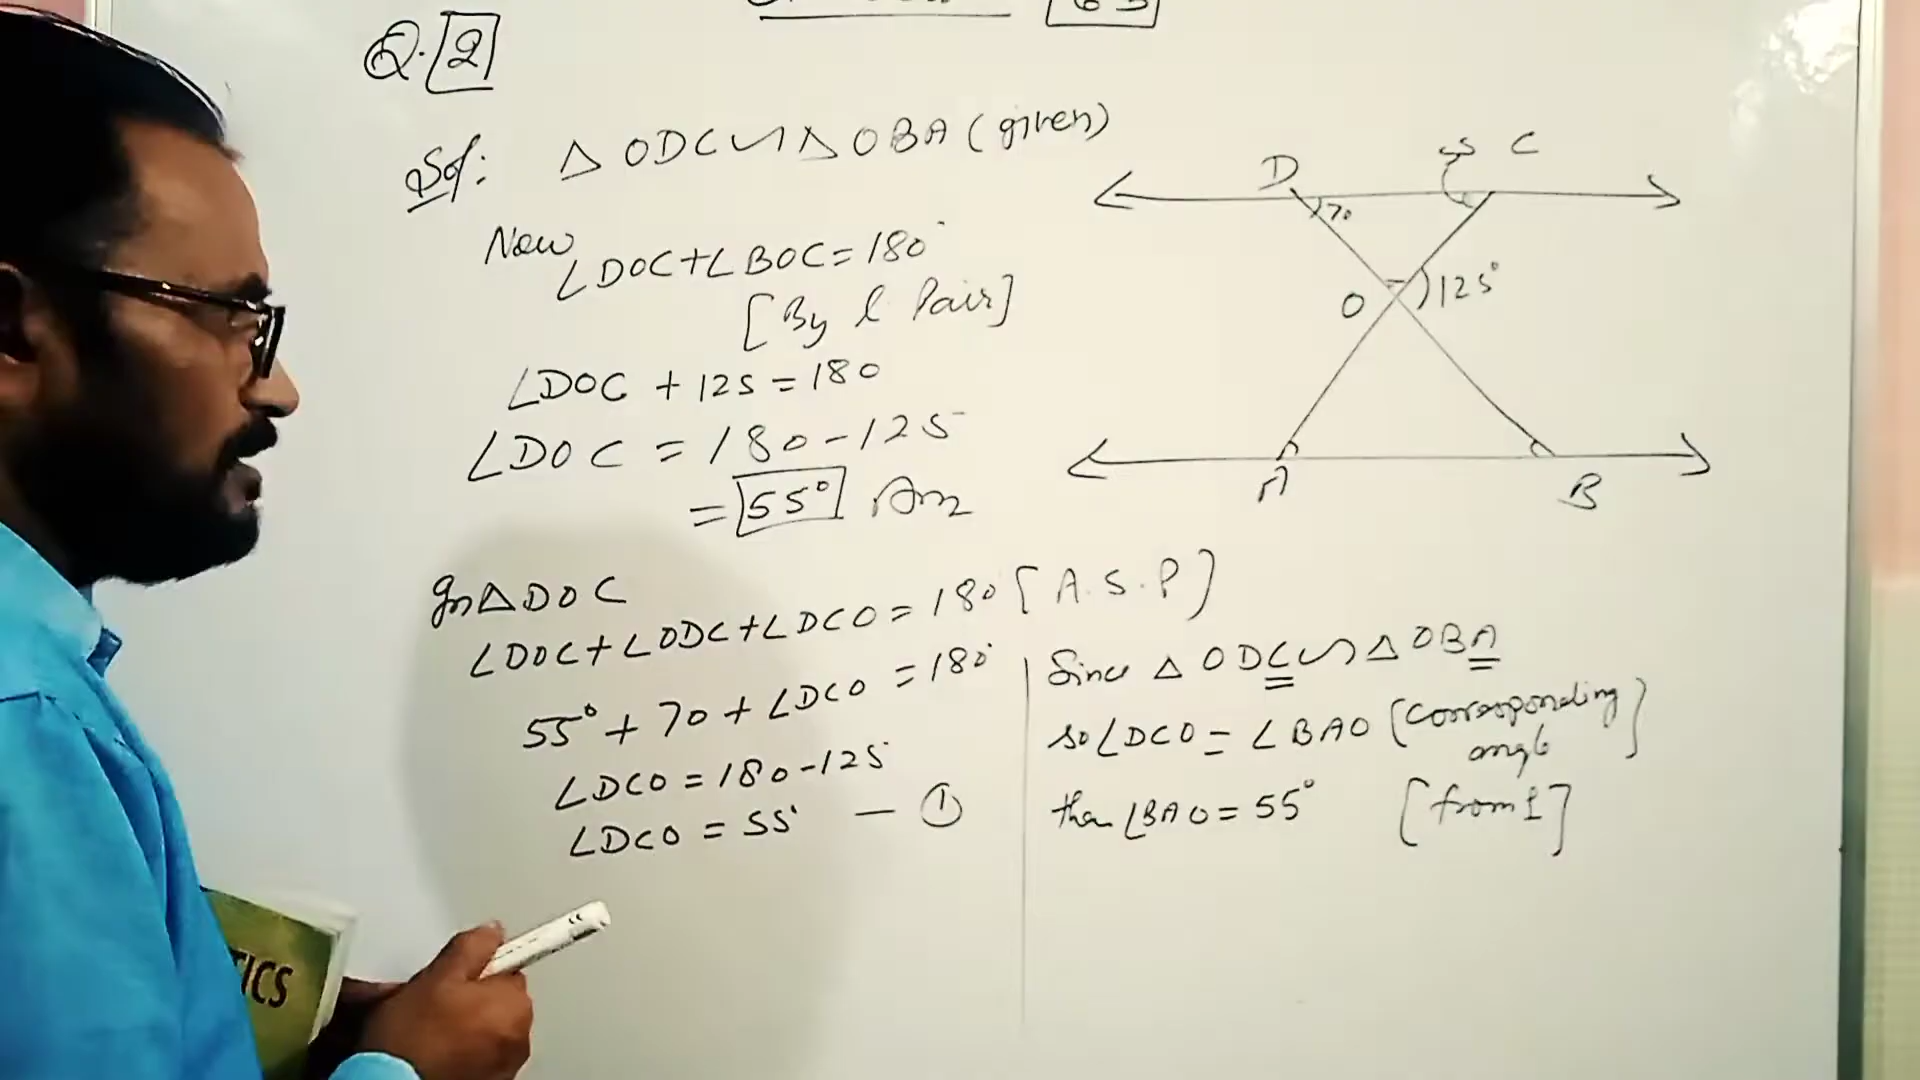 Q.2
Sol: △ODC ∽ △OBA (given)
Now
∠DOC+∠BOC=180°
[By l Pair]
∠DOC + 125 = 180
∠DOC = 180-125
= 55° Ans
In △DOC
∠DOC+∠ODC+∠DCO=180 [A.S.P]
55°+70+∠DCO =180°
∠DCO=180-125
∠DCO = 55° — ①
Since △ODC ∽ △OBA
so ∠DCO = ∠BAO [corresponding
angle]
then ∠BAO = 55° [from 1]
D
55
C
70
O
125°
A
B
TICS